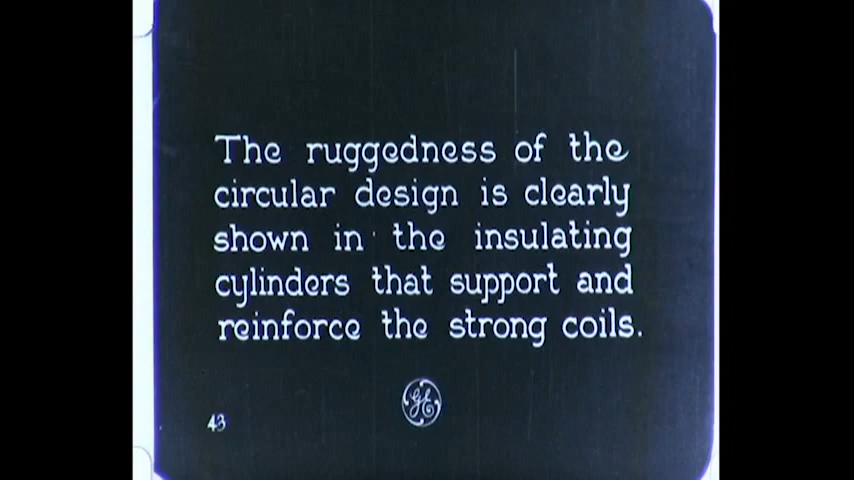 The ruggedness of the
circular design is clearly
shown in the insulating
cylinders that support and
reinforce the strong coils.
GE
43